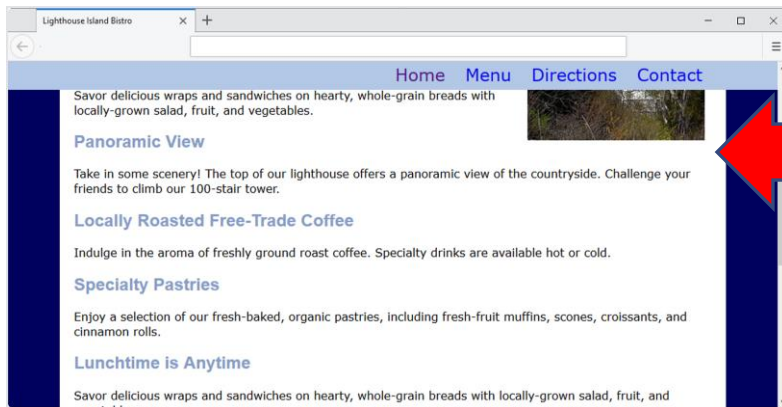 Lighthouse Island Bistro
Home Menu Directions Contact
Savor delicious wraps and sandwiches on hearty, whole-grain breads with
locally-grown salad, fruit, and vegetables.
Panoramic View
Take in some scenery! The top of our lighthouse offers a panoramic view of the countryside. Challenge your
friends to climb our 100-stair tower.
Locally Roasted Free-Trade Coffee
Indulge in the aroma of freshly ground roast coffee. Specialty drinks are available hot or cold.
Specialty Pastries
Enjoy a selection of our fresh-baked, organic pastries, including fresh-fruit muffins, scones, croissants, and
cinnamon rolls.
Lunchtime is Anytime
Savor delicious wraps and sandwiches on hearty, whole-grain breads with locally-grown salad, fruit, and